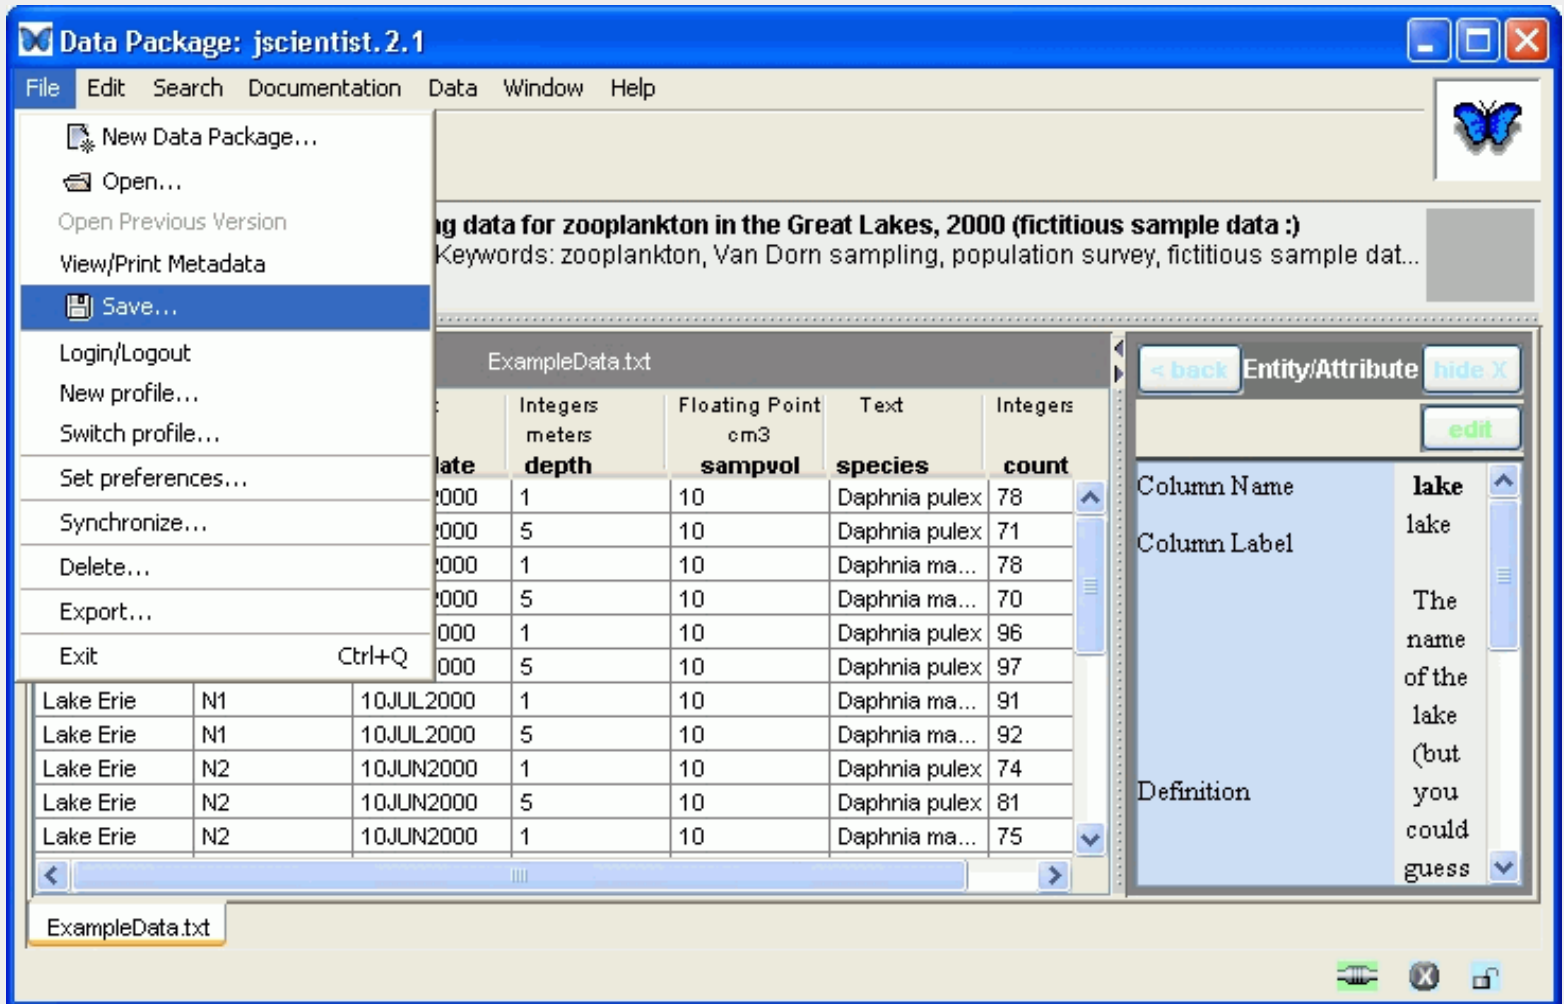 Data Package: jscientist.2.1
File Edit Search Documentation Data Window Help
New Data Package...
Open...
Open Previous Version
View/Print Metadata
Save...
Login/Logout
New profile...
Switch profile...
Set preferences...
Synchronize...
Delete...
Export...
Exit Ctrl+Q
data for zooplankton in the Great Lakes, 2000 (fictitious sample data :)
Keywords: zooplankton, Van Dorn sampling, population survey, fictitious sample dat...
ExampleData.txt
Integers Floating Point Text Integers
meters cm3
depth sampvol species count
2000 1 10 Daphnia pulex 78
2000 5 10 Daphnia pulex 71
2000 1 10 Daphnia ma... 78
2000 5 10 Daphnia ma... 70
000 1 10 Daphnia pulex 96
000 5 10 Daphnia pulex 97
Lake Erie N1 10JUL2000 1 10 Daphnia ma... 91
Lake Erie N1 10JUL2000 5 10 Daphnia ma... 92
Lake Erie N2 10JUN2000 1 10 Daphnia pulex 74
Lake Erie N2 10JUN2000 5 10 Daphnia pulex 81
Lake Erie N2 10JUN2000 1 10 Daphnia ma... 75
< back Entity/Attribute hide X
edit
Column Name lake
Column Label lake
Definition The
name
of the
lake
(but
you
could
guess
ExampleData.txt